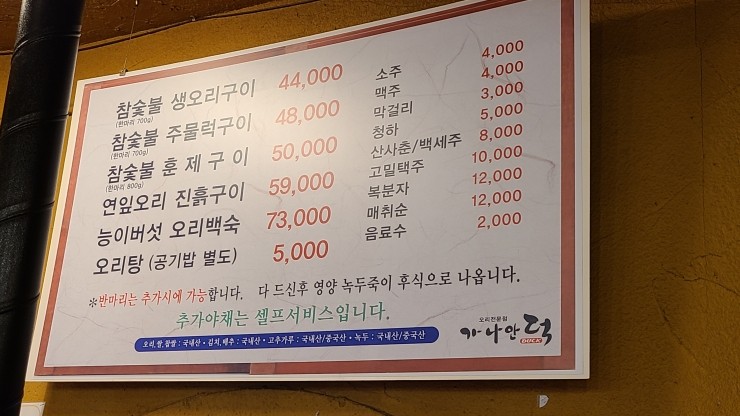 참숯불 생오리구이 44,000
(한마리 700g)
참숯불 주물럭구이 48,000
(한마리 700g)
참숯불 훈 제 구 이 50,000
(한마리 800g)
연잎오리 진흙구이 59,000
능이버섯 오리백숙 73,000
오리탕 (공기밥 별도) 5,000
소주 4,000
맥주 4,000
막걸리 3,000
청하 5,000
산사춘/백세주 8,000
고밀택주 10,000
복분자 12,000
매취순 12,000
음료수 2,000
※반마리는 추가시에 가능합니다. 다 드신후 영양 녹두죽이 후식으로 나옵니다.
추가야채는 셀프서비스입니다.
오리,쌀,찹쌀 : 국내산 · 김치,배추 : 국내산 · 고추가루 : 국내산/중국산 · 녹두 : 국내산/중국산
오리전문점
가나안덕
DUCK